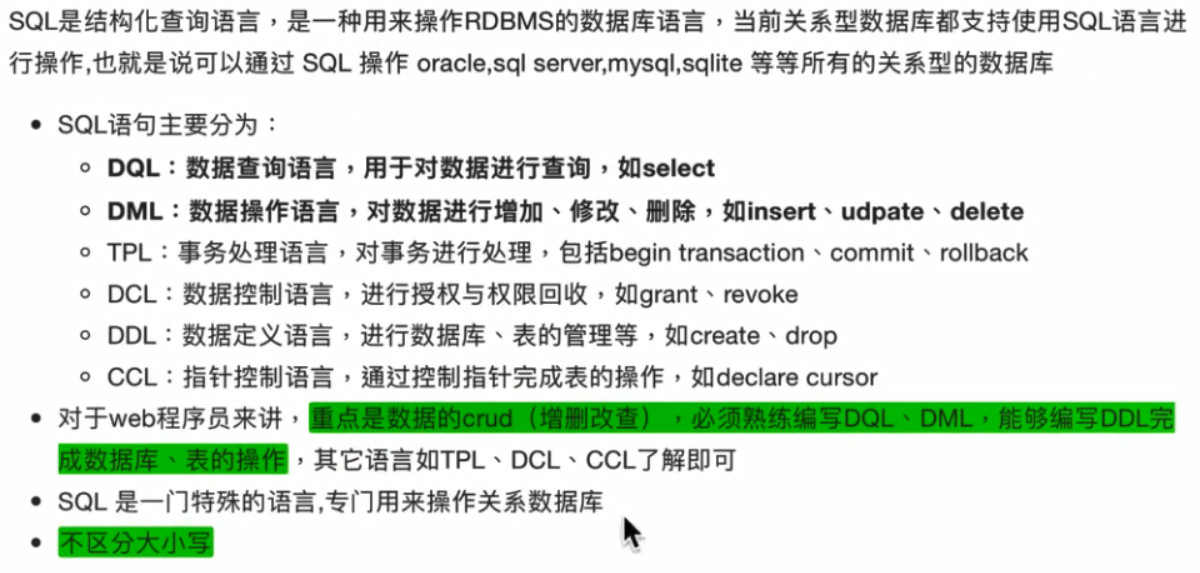 SQL是结构化查询语言，是一种用来操作RDBMS的数据库语言，当前关系型数据库都支持使用SQL语言进
行操作,也就是说可以通过 SQL 操作 oracle,sql server,mysql,sqlite 等等所有的关系型的数据库
• SQL语句主要分为：
◦ DQL：数据查询语言，用于对数据进行查询，如select
◦ DML：数据操作语言，对数据进行增加、修改、删除，如insert、udpate、delete
◦ TPL：事务处理语言，对事务进行处理，包括begin transaction、commit、rollback
◦ DCL：数据控制语言，进行授权与权限回收，如grant、revoke
◦ DDL：数据定义语言，进行数据库、表的管理等，如create、drop
◦ CCL：指针控制语言，通过控制指针完成表的操作，如declare cursor
• 对于web程序员来讲，重点是数据的crud（增删改查），必须熟练编写DQL、DML，能够编写DDL完
成数据库、表的操作，其它语言如TPL、DCL、CCL了解即可
• SQL 是一门特殊的语言,专门用来操作关系数据库
• 不区分大小写